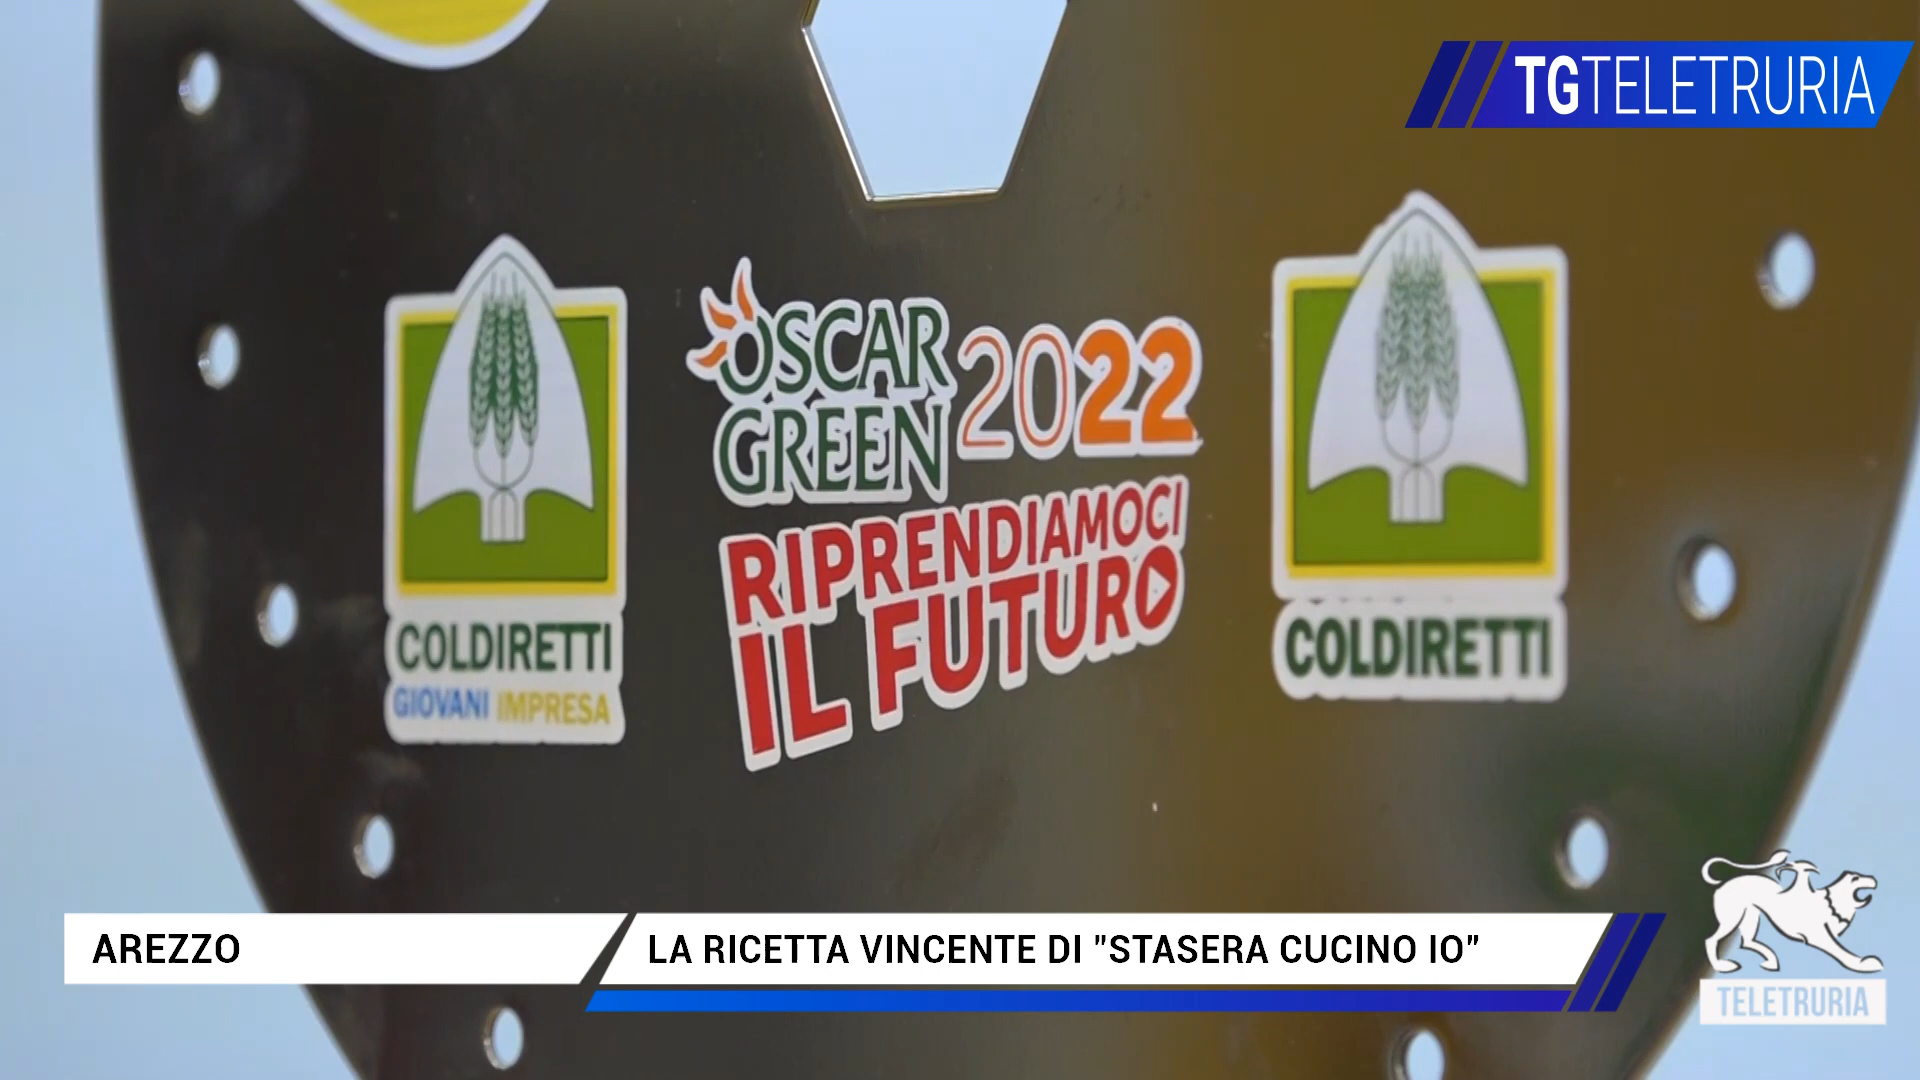 TGTELETRURIA
OSCAR
GREEN 2022
RIPRENDIAMOCI
IL FUTURO
COLDIRETTI
GIOVANI IMPRESA
COLDIRETTI
AREZZO
LA RICETTA VINCENTE DI "STASERA CUCINO IO"
TELETRURIA